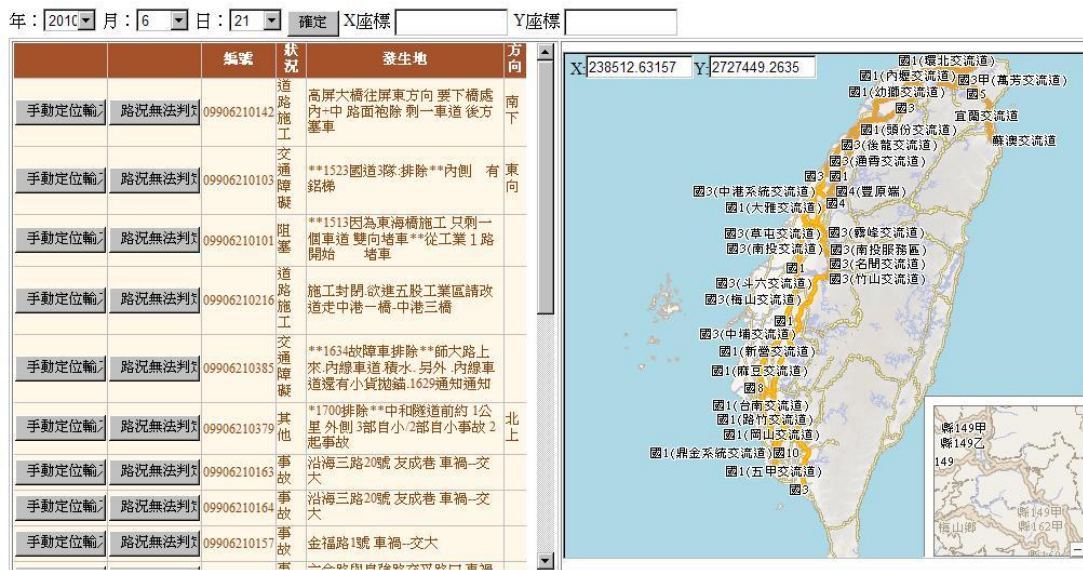 年：2010 月：6 日：21 確定 X座標 Y座標
編號 狀況 發生地 方向
手動定位輸入 路況無法判 09906210142 道路施工 高屏大橋往屏東方向 要下橋處 南下
內+中 路面袍除 剩一車道 後方
塞車
手動定位輸入 路況無法判 09906210103 交通障礙 **1523國道3隊:排除**內側 有 東向
鋁梯
手動定位輸入 路況無法判 09906210101 阻塞 **1513因為東海橋施工 只剩一
個車道 雙向堵車**從工業１路
開始 堵車
手動定位輸入 路況無法判 09906210216 道路施工 施工封閉.欲進五股工業區請改
道走中港一橋-中港三橋
手動定位輸入 路況無法判 09906210385 交通障礙 **1634故障車排除**師大路上
來.內線車道 積水. 另外 .內線車
道還有小貨拋錨.1629通知通知
手動定位輸入 路況無法判 09906210379 其他 *1700排除**中和隧道前約 1公 北上
里 外側 3部自小/2部自小事故 2
起事故
手動定位輸入 路況無法判 09906210163 事故 沿海三路20號 友成巷 車禍--交
大
手動定位輸入 路況無法判 09906210164 事故 沿海三路20號 友成巷 車禍--交
大
手動定位輸入 路況無法判 09906210157 事故 金福路1號 車禍--交大
X:238512.63157 Y:2727449.2635
國1(環北交流道)
國1(內壢交流道) 國3甲(萬芳交流道)
國1(幼獅交流道) 國5
國3 宜蘭交流道
國1(頭份交流道) 蘇澳交流道
國3(後龍交流道)
國3(通霄交流道)
國3 國1
國3(中港系統交流道) 國4(豐原端)
國1(大雅交流道) 國4
國3(草屯交流道) 國3(霧峰交流道)
國3(南投交流道) 國3(南投服務區)
國1 國3(名間交流道)
國3(斗六交流道) 國3(竹山交流道)
國3(梅山交流道)
國1
國3(中埔交流道)
國1(新營交流道)
國1(麻豆交流道)
國8
國1(台南交流道)
國1(路竹交流道)
國1(岡山交流道)
國1(鼎金系統交流道) 國10
國1(五甲交流道)
國3
縣149甲
縣149乙
149
縣149甲
梅山鄉 縣162甲